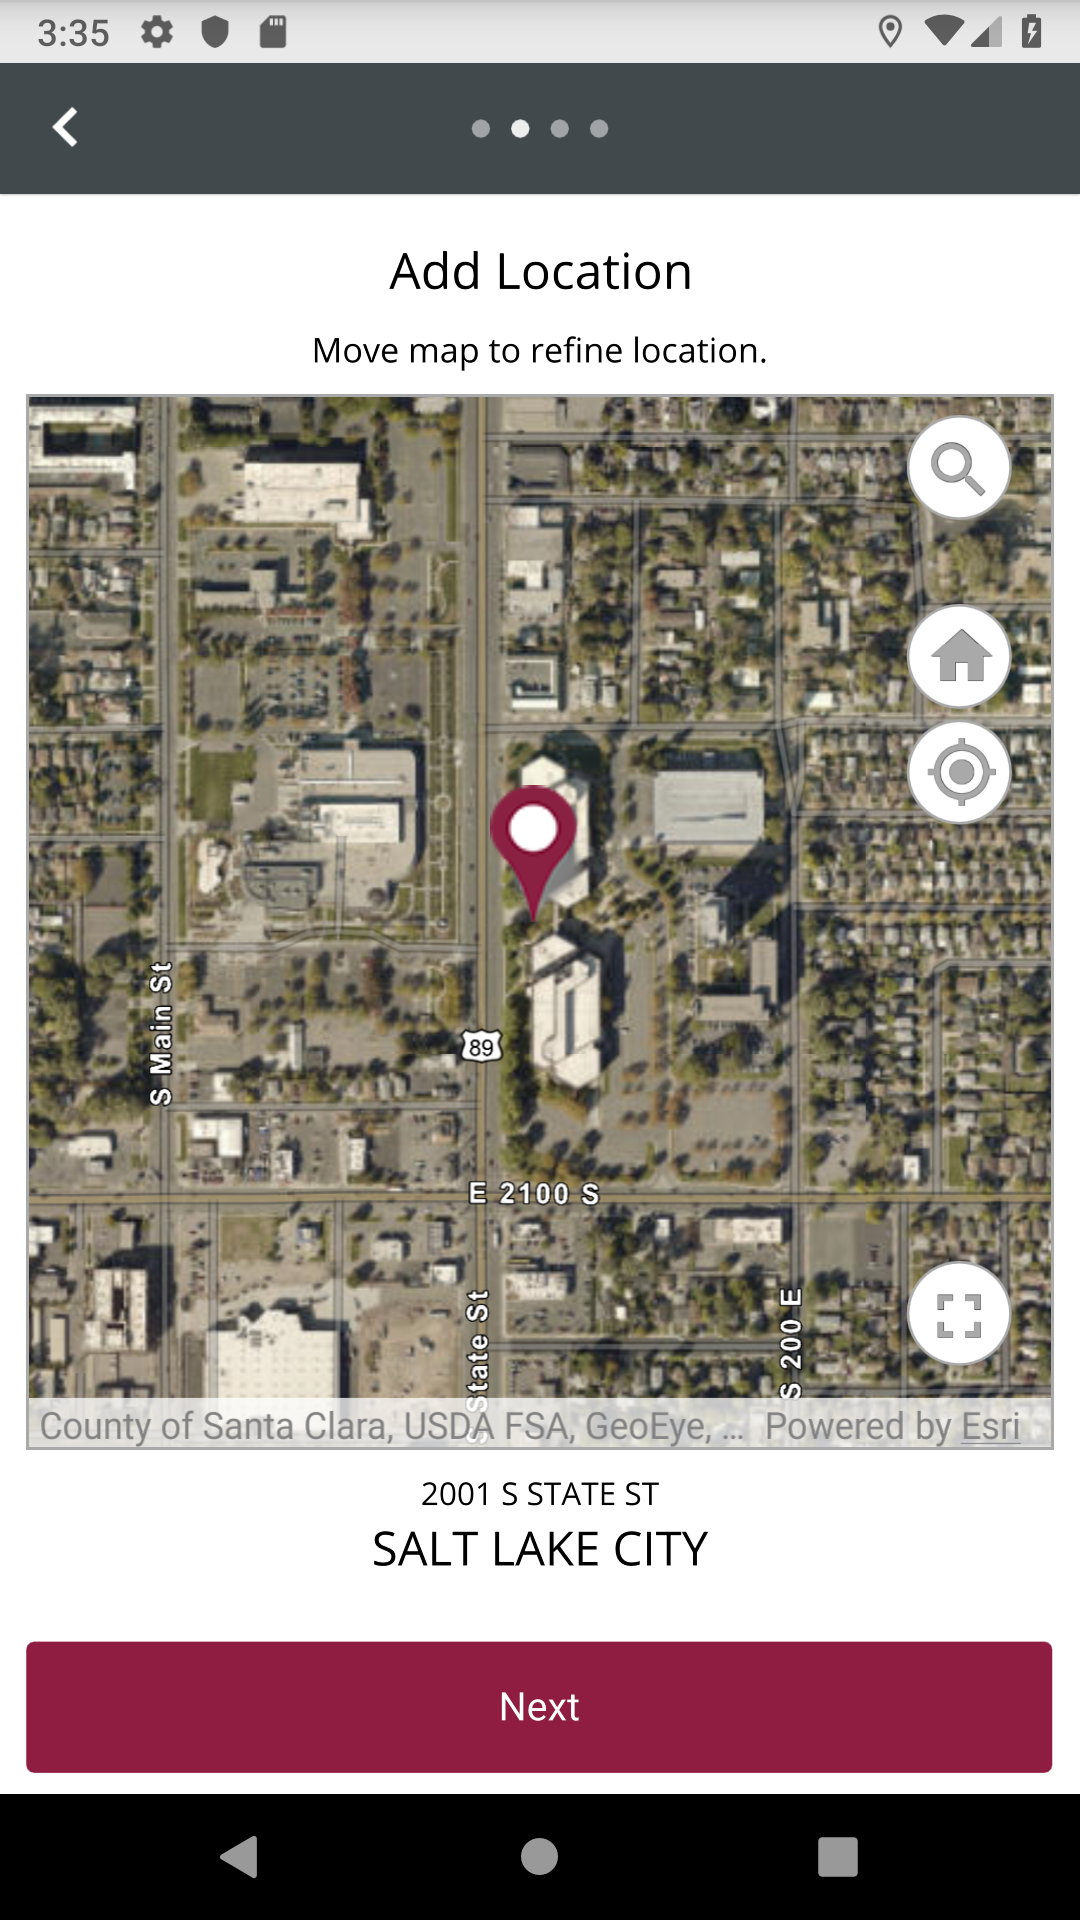 3:35
Add Location
Move map to refine location.
S Main St
89
E 2100 S
S State St
S 200 E
County of Santa Clara, USDA FSA, GeoEye, ...
Powered by Esri
2001 S STATE ST
SALT LAKE CITY
Next